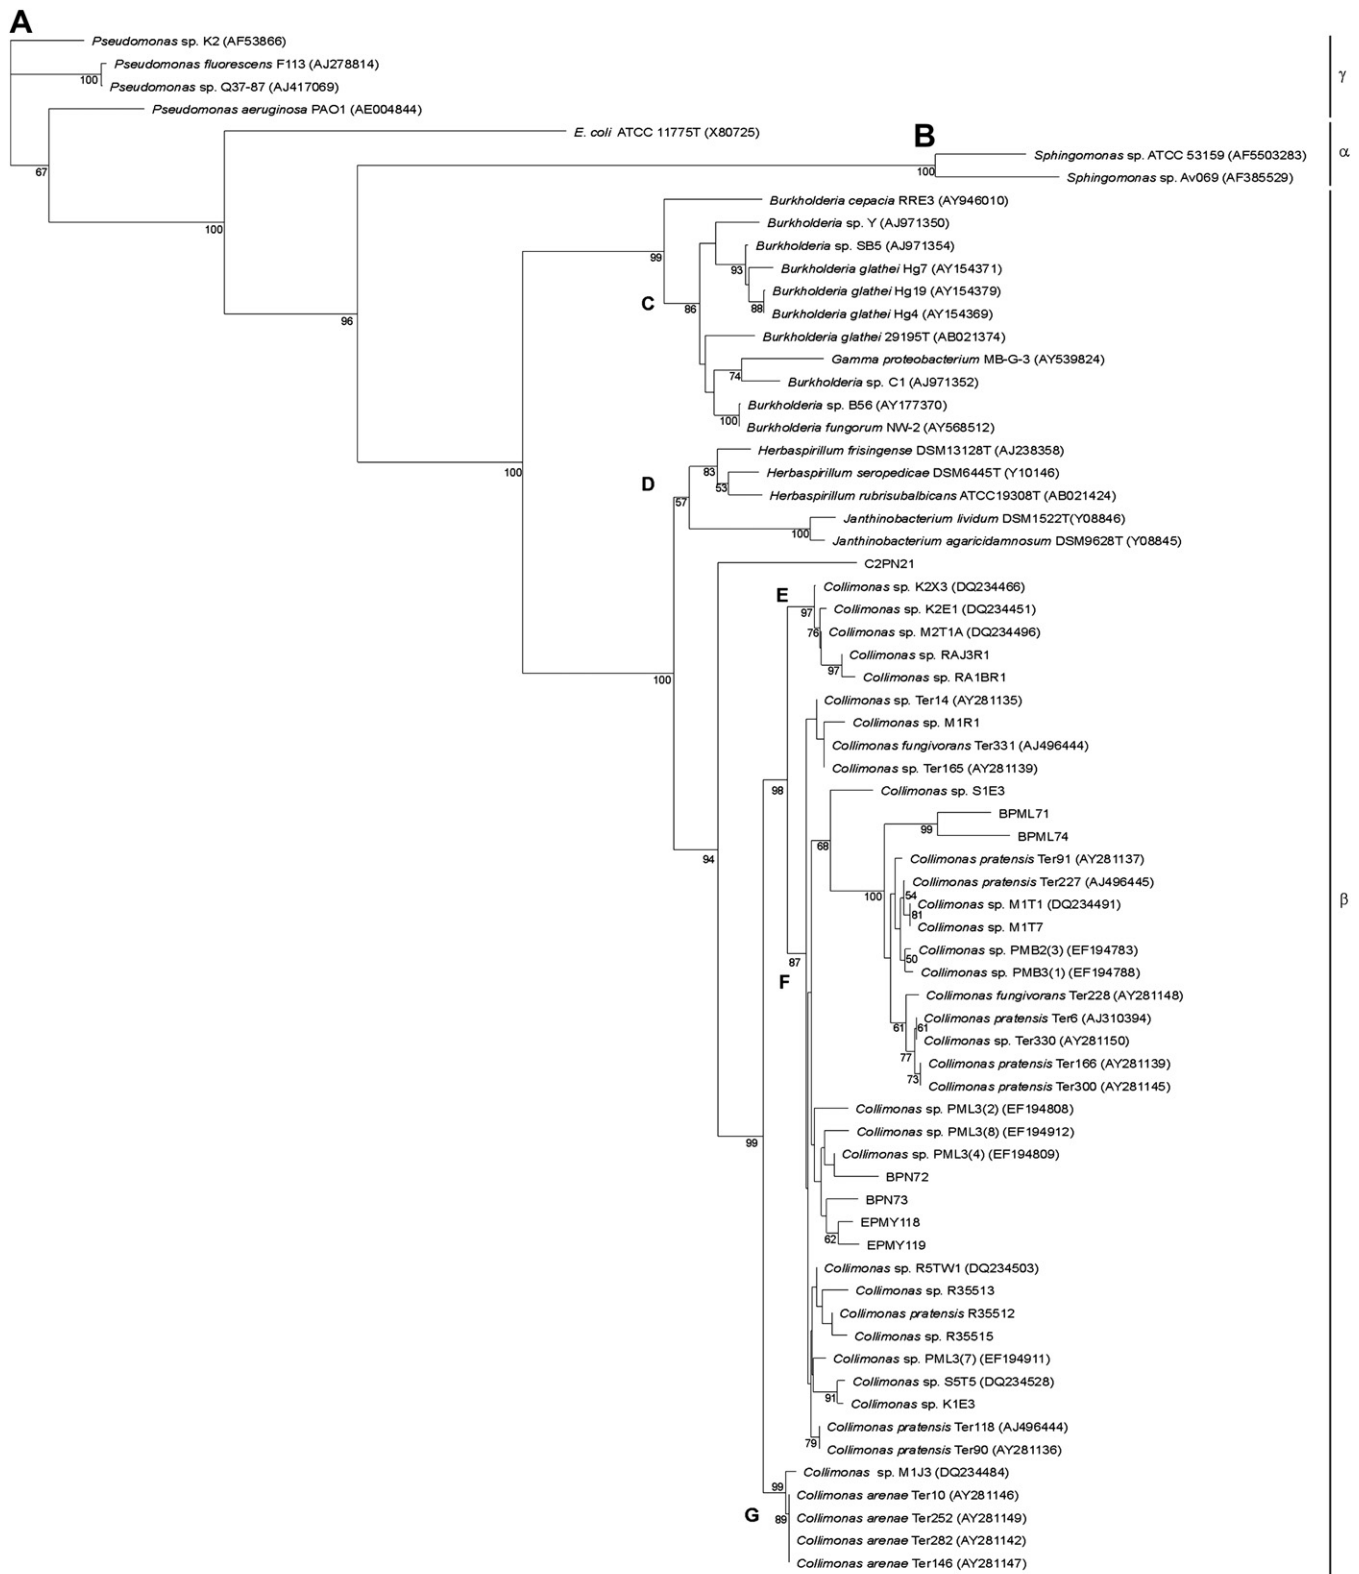 A
Pseudomonas sp. K2 (AF53866)
Pseudomonas fluorescens F113 (AJ278814)
100
Pseudomonas sp. Q37-87 (AJ417069)
γ
Pseudomonas aeruginosa PAO1 (AE004844)
E. coli ATCC 11775T (X80725)
B
Sphingomonas sp. ATCC 53159 (AF5503283)
α
67
100
Sphingomonas sp. Av069 (AF385529)
Burkholderia cepacia RRE3 (AY946010)
100
Burkholderia sp. Y (AJ971350)
Burkholderia sp. SB5 (AJ971354)
99
93
Burkholderia glathei Hg7 (AY154371)
Burkholderia glathei Hg19 (AY154379)
C
86
88
Burkholderia glathei Hg4 (AY154369)
96
Burkholderia glathei 29195T (AB021374)
Gamma proteobacterium MB-G-3 (AY539824)
74
Burkholderia sp. C1 (AJ971352)
Burkholderia sp. B56 (AY177370)
100
Burkholderia fungorum NW-2 (AY568512)
Herbaspirillum frisingense DSM13128T (AJ238358)
100
83
Herbaspirillum seropedicae DSM6445T (Y10146)
D
53
57
Herbaspirillum rubrisubalbicans ATCC19308T (AB021424)
Janthinobacterium lividum DSM1522T(Y08846)
100
Janthinobacterium agaricidamnosum DSM9628T (Y08845)
C2PN21
Collimonas sp. K2X3 (DQ234466)
E
97
Collimonas sp. K2E1 (DQ234451)
76
Collimonas sp. M2T1A (DQ234496)
Collimonas sp. RAJ3R1
97
Collimonas sp. RA1BR1
100
Collimonas sp. Ter14 (AY281135)
Collimonas sp. M1R1
Collimonas fungivorans Ter331 (AJ496444)
Collimonas sp. Ter165 (AY281139)
98
Collimonas sp. S1E3
BPML71
99
BPML74
68
94
Collimonas pratensis Ter91 (AY281137)
Collimonas pratensis Ter227 (AJ496445)
100
54
Collimonas sp. M1T1 (DQ234491)
β
81
Collimonas sp. M1T7
Collimonas sp. PMB2(3) (EF194783)
50
87
Collimonas sp. PMB3(1) (EF194788)
F
Collimonas fungivorans Ter228 (AY281148)
Collimonas pratensis Ter6 (AJ310394)
61
61
Collimonas sp. Ter330 (AY281150)
77
Collimonas pratensis Ter166 (AY281139)
73
Collimonas pratensis Ter300 (AY281145)
Collimonas sp. PML3(2) (EF194808)
Collimonas sp. PML3(8) (EF194912)
99
Collimonas sp. PML3(4) (EF194809)
BPN72
BPN73
EPMY118
62
EPMY119
Collimonas sp. R5TW1 (DQ234503)
Collimonas sp. R35513
Collimonas pratensis R35512
Collimonas sp. R35515
Collimonas sp. PML3(7) (EF194911)
Collimonas sp. S5T5 (DQ234528)
91
Collimonas sp. K1E3
Collimonas pratensis Ter118 (AJ496444)
79
Collimonas pratensis Ter90 (AY281136)
Collimonas sp. M1J3 (DQ234484)
99
Collimonas arenae Ter10 (AY281146)
G
89
Collimonas arenae Ter252 (AY281149)
Collimonas arenae Ter282 (AY281142)
Collimonas arenae Ter146 (AY281147)